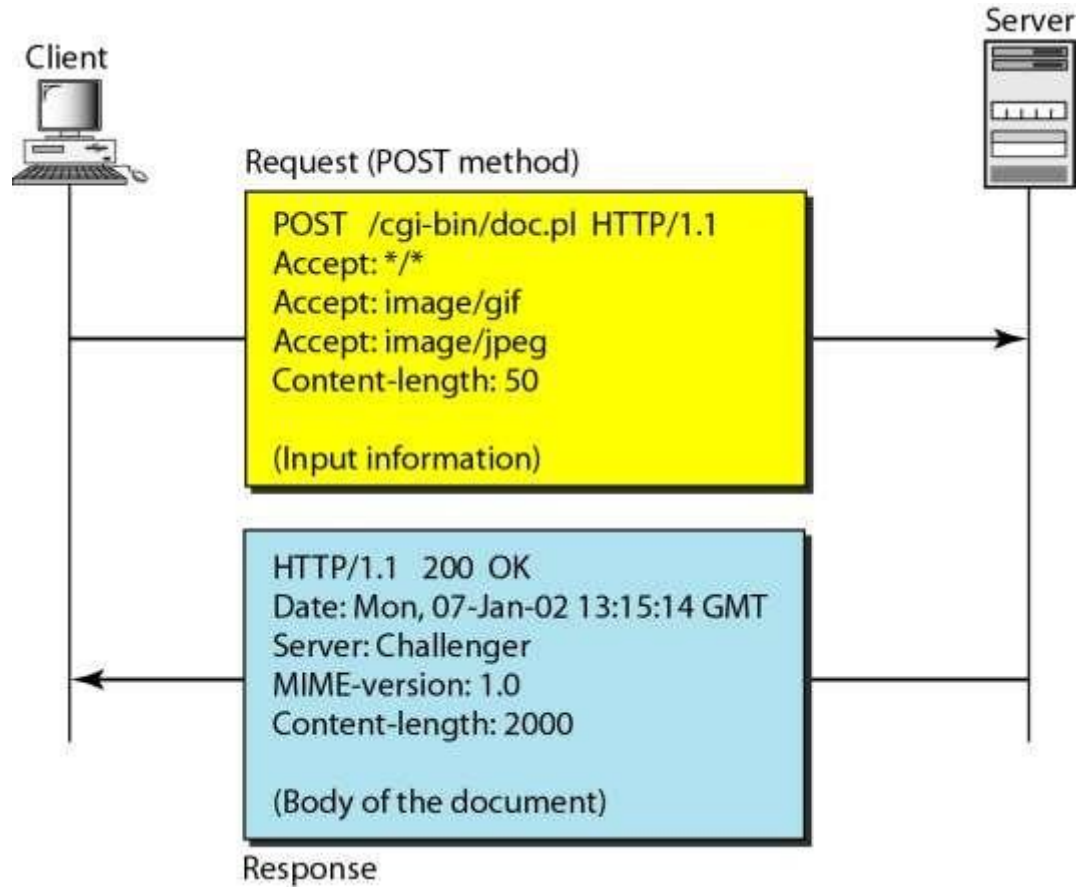 Server
Client
Request (POST method)
POST /cgi-bin/doc.pl HTTP/1.1
Accept: */*
Accept: image/gif
Accept: image/jpeg
Content-length: 50
(Input information)
HTTP/1.1 200 OK
Date: Mon, 07-Jan-02 13:15:14 GMT
Server: Challenger
MIME-version: 1.0
Content-length: 2000
(Body of the document)
Response